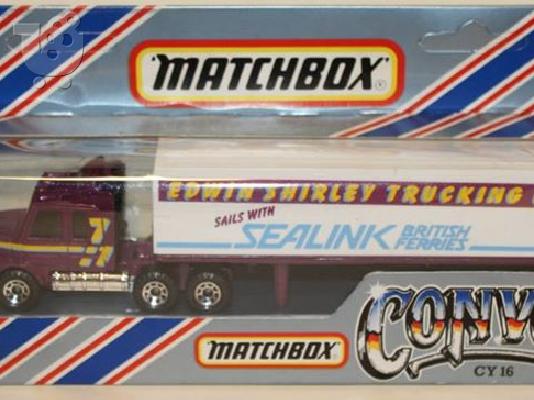 MATCHBOX®
EDWIN SHIRLEY TRUCKING
SAILS WITH
SEALINK BRITISH FERRIES
MATCHBOX
CONV
CY 16